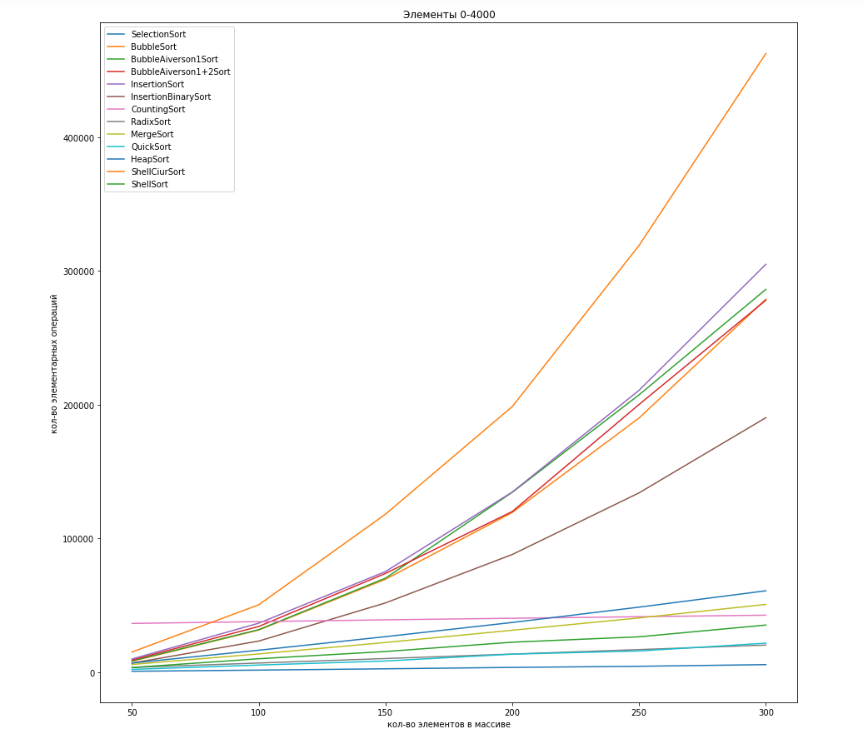 Элементы 0-4000
SelectionSort
BubbleSort
BubbleAiverson1Sort
BubbleAiverson1+2Sort
InsertionSort
InsertionBinarySort
CountingSort
RadixSort
MergeSort
QuickSort
HeapSort
ShellCiurSort
ShellSort
400000
300000
200000
100000
0
кол-во элементарных операций
50 100 150 200 250 300
кол-во элементов в массиве